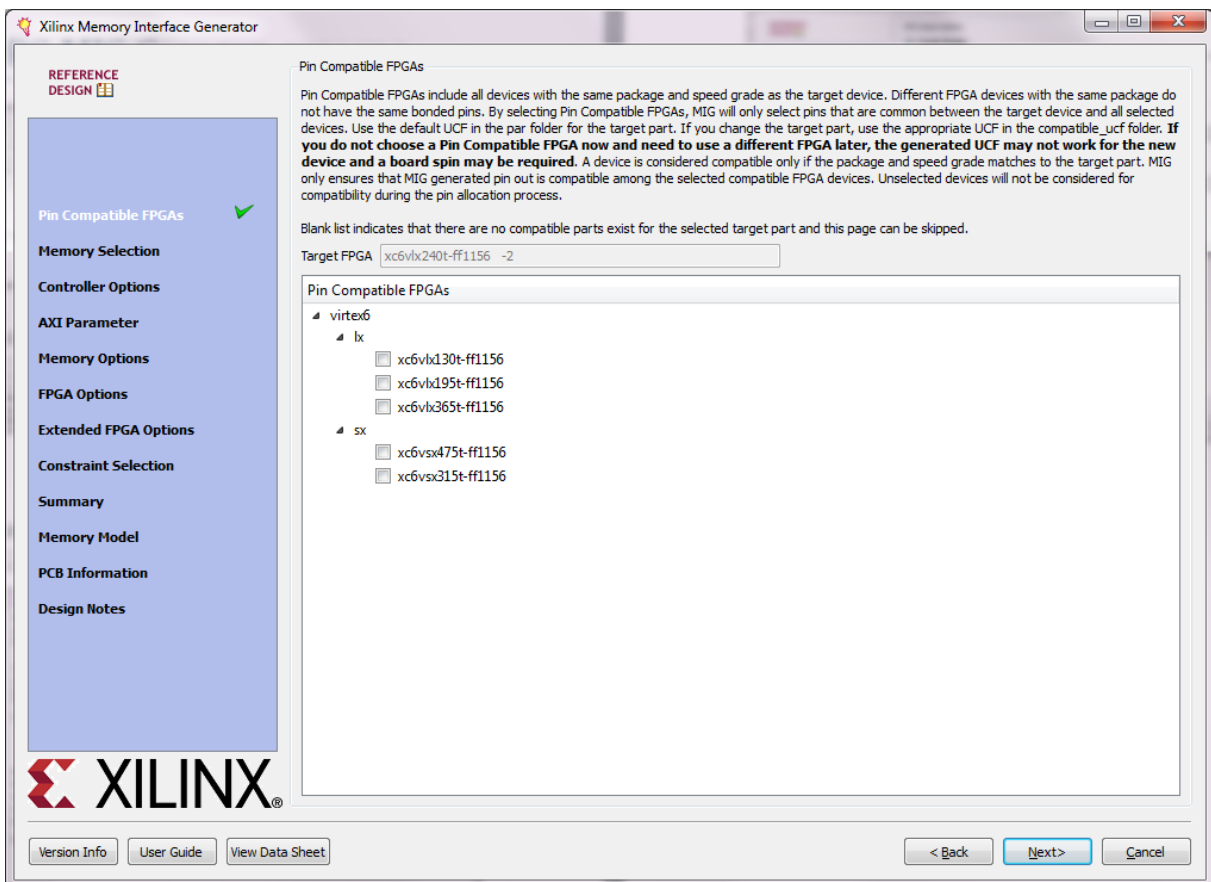 Xilinx Memory Interface Generator
REFERENCE
DESIGN
Pin Compatible FPGAs
Memory Selection
Controller Options
AXI Parameter
Memory Options
FPGA Options
Extended FPGA Options
Constraint Selection
Summary
Memory Model
PCB Information
Design Notes
XILINX®
Pin Compatible FPGAs
Pin Compatible FPGAs include all devices with the same package and speed grade as the target device. Different FPGA devices with the same package do
not have the same bonded pins. By selecting Pin Compatible FPGAs, MIG will only select pins that are common between the target device and all selected
devices. Use the default UCF in the par folder for the target part. If you change the target part, use the appropriate UCF in the compatible_ucf folder. If
you do not choose a Pin Compatible FPGA now and need to use a different FPGA later, the generated UCF may not work for the new
device and a board spin may be required. A device is considered compatible only if the package and speed grade matches to the target part. MIG
only ensures that MIG generated pin out is compatible among the selected compatible FPGA devices. Unselected devices will not be considered for
compatibility during the pin allocation process.
Blank list indicates that there are no compatible parts exist for the selected target part and this page can be skipped.
Target FPGA xc6vlx240t-ff1156 -2
Pin Compatible FPGAs
virtex6
lx
xc6vlx130t-ff1156
xc6vlx195t-ff1156
xc6vlx365t-ff1156
sx
xc6vsx475t-ff1156
xc6vsx315t-ff1156
Version Info User Guide View Data Sheet < Back Next> Cancel